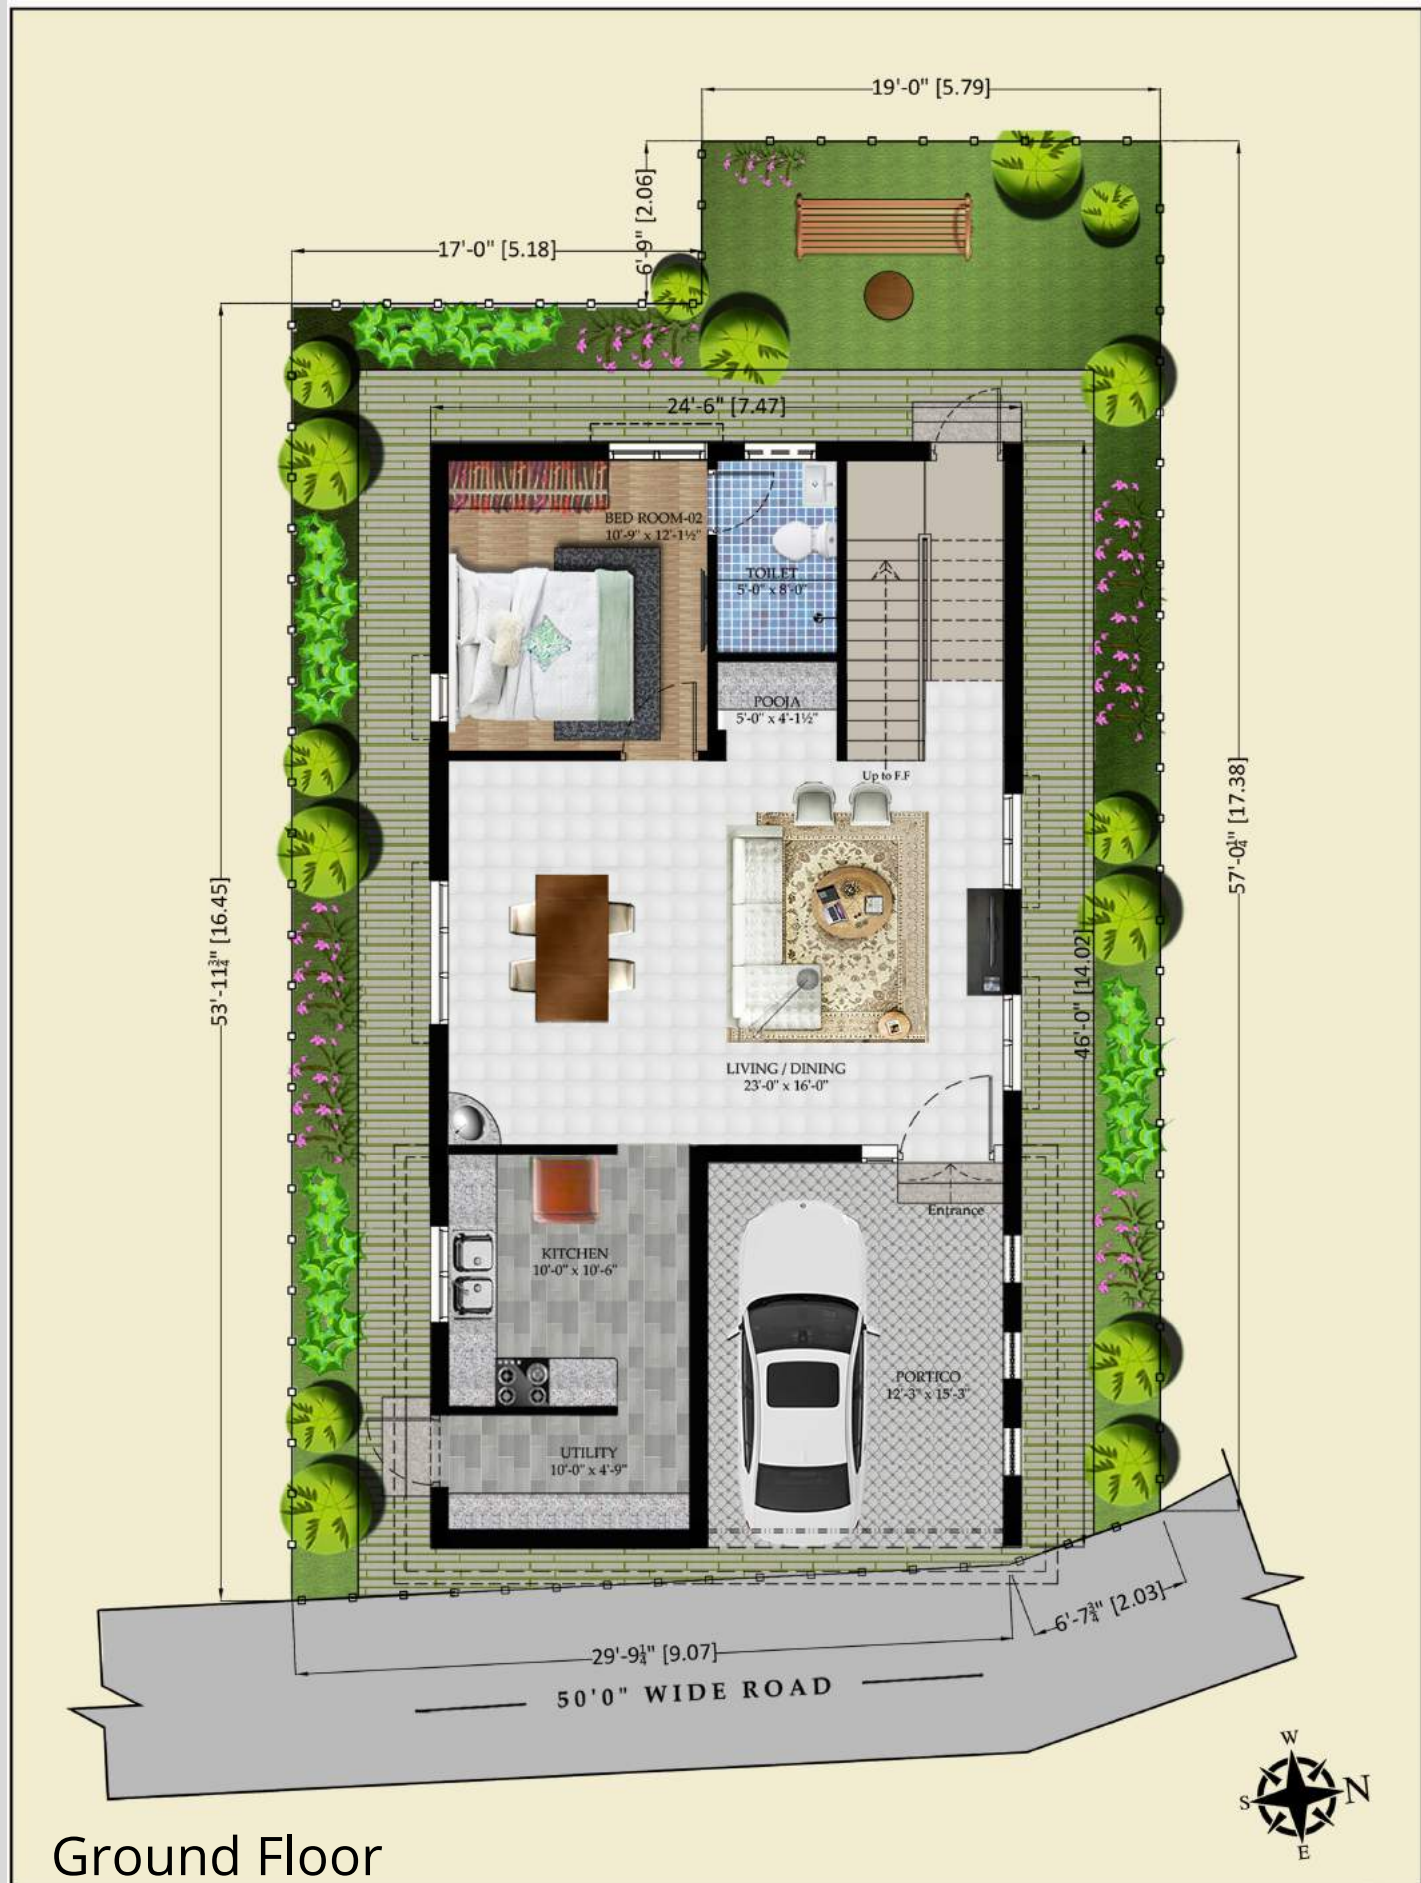 19'-0" [5.79]
6'-9" [2.06]
17'-0" [5.18]
24'-6" [7.47]
BED ROOM-02
10'-9" x 12'-1½"
TOILET
5'-0" x 8'-0"
POOJA
5'-0" x 4'-1½"
Up to F.F
57'-0¼" [17.38]
53'-11¾" [16.45]
46'-0" [14.02]
LIVING / DINING
23'-0" x 16'-0"
Entrance
KITCHEN
10'-0" x 10'-6"
PORTICO
12'-3" x 15'-3"
UTILITY
10'-0" x 4'-9"
6'-7¾" [2.03]
29'-9¼" [9.07]
50'0" WIDE ROAD
W
S
N
E
Ground Floor